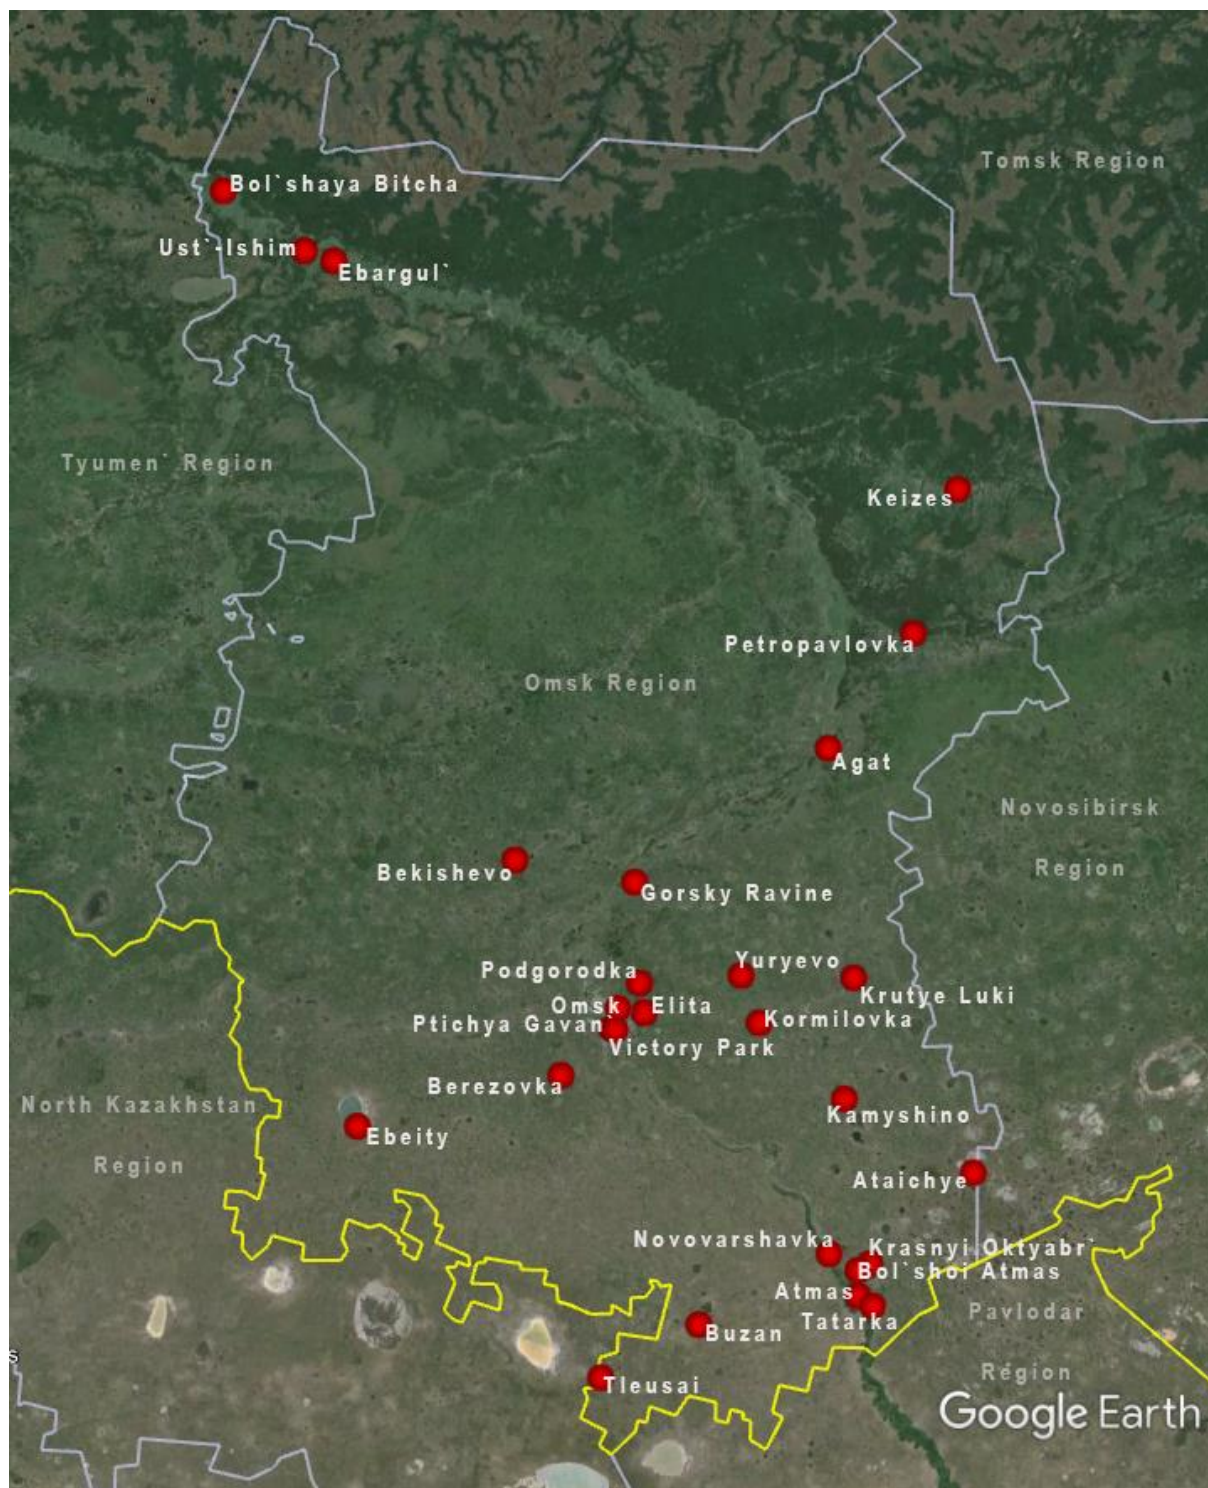 Tomsk Region
Bol`shaya Bitcha
Ust`-Ishim
Ebargul`
Tyumen` Region
Keizes
Petropavlovka
Omsk Region
Agat
Novosibirsk
Region
Bekishevo
Gorsky Ravine
Yuryevo
Podgorodka
Krutye Luki
Omsk
Elita
Kormilovka
Ptichya Gavan`
Victory Park
Berezovka
North Kazakhstan
Region
Kamyshino
Ebeity
Ataichye
Novovarshavka
Krasnyi Oktyabr`
Bol`shoi Atmas
Atmas
Pavlodar
Tatarka
Buzan
s
Region
Tleusai
Google Earth